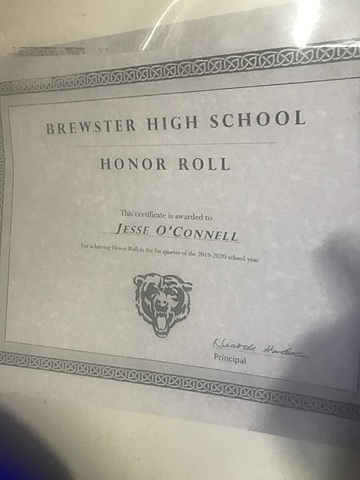 BREWSTER HIGH SCHOOL
HONOR ROLL
This certificate is awarded to
JESSE O'CONNELL
For achieving Honor Roll in the 1st quarter of the 2019-2020 school year
Principal